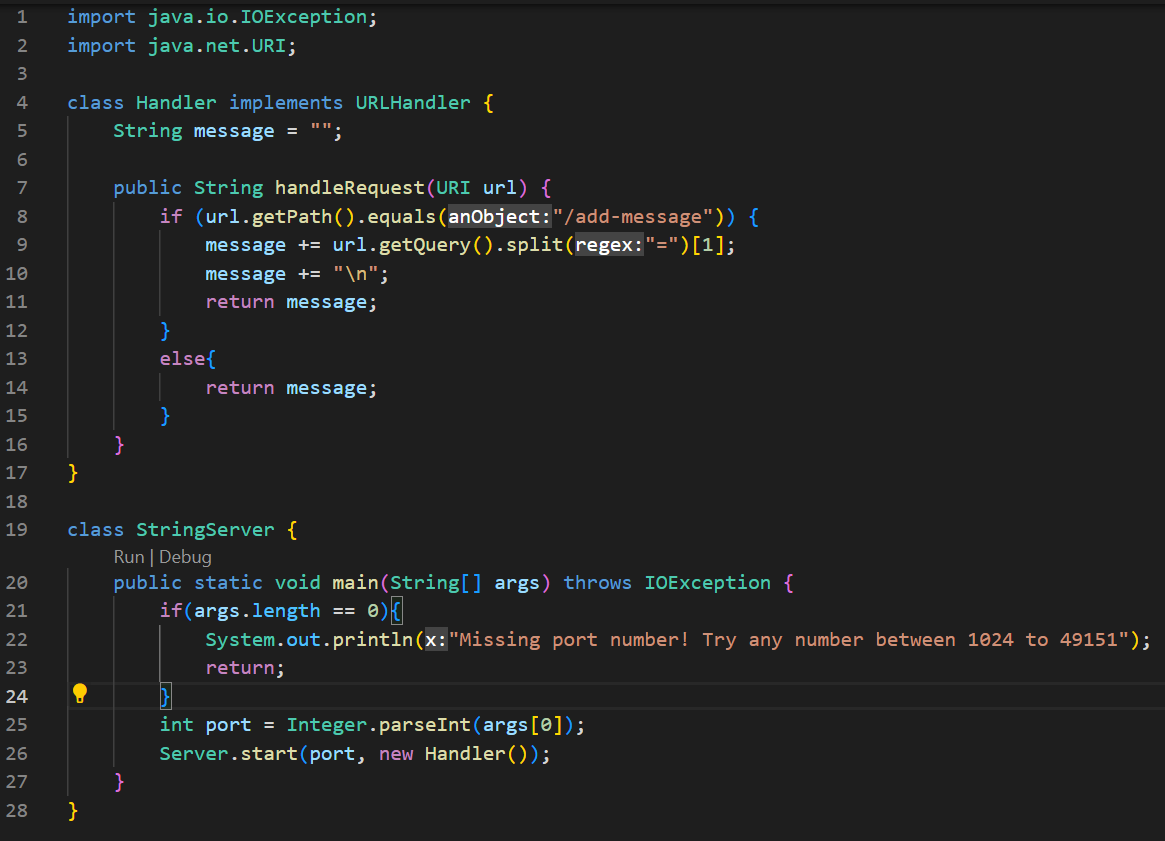 1 import java.io.IOException;
2 import java.net.URI;
3
4 class Handler implements URLHandler {
5     String message = "";
6
7     public String handleRequest(URI url) {
8         if (url.getPath().equals(anObject:"/add-message")) {
9             message += url.getQuery().split(regex:"=")[1];
10             message += "\n";
11             return message;
12         }
13         else{
14             return message;
15         }
16     }
17 }
18
19 class StringServer {
Run | Debug
20     public static void main(String[] args) throws IOException {
21         if(args.length == 0){
22             System.out.println(x:"Missing port number! Try any number between 1024 to 49151");
23             return;
24         }
25         int port = Integer.parseInt(args[0]);
26         Server.start(port, new Handler());
27     }
28 }